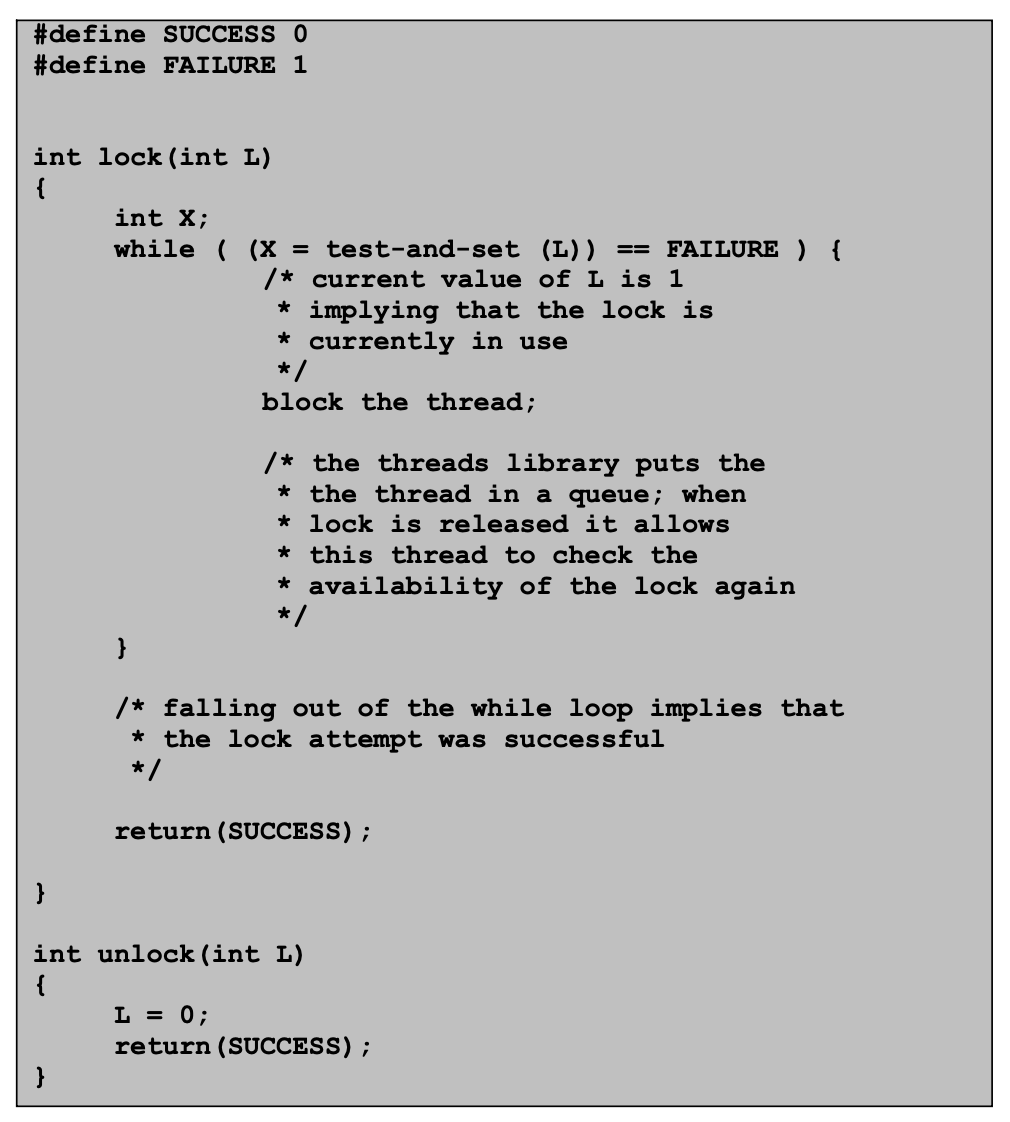 #define SUCCESS 0
#define FAILURE 1
int lock(int L)
{
int X;
while ( (X = test-and-set (L)) == FAILURE ) {
/* current value of L is 1
* implying that the lock is
* currently in use
*/
block the thread;
/* the threads library puts the
* the thread in a queue; when
* lock is released it allows
* this thread to check the
* availability of the lock again
*/
}
/* falling out of the while loop implies that
* the lock attempt was successful
*/
return(SUCCESS);
}
int unlock(int L)
{
L = 0;
return(SUCCESS);
}